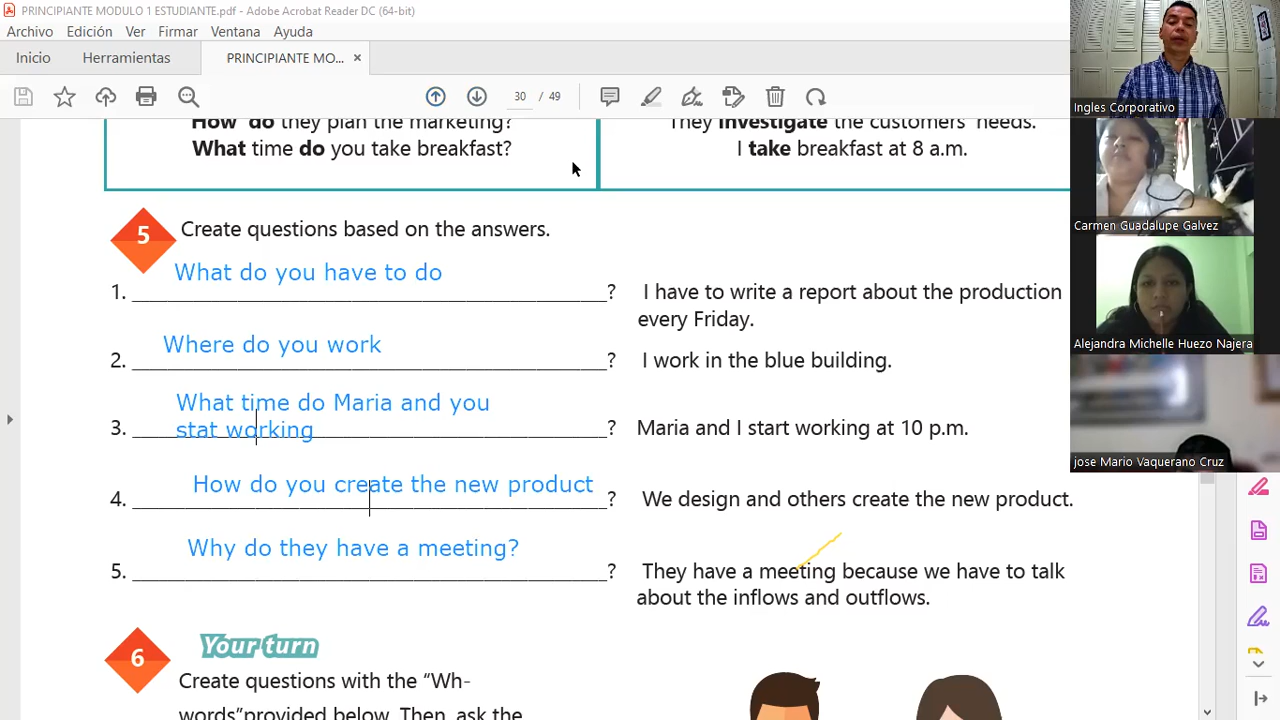 PRINCIPIANTE MODULO 1 ESTUDIANTE.pdf - Adobe Acrobat Reader DC (64-bit)
Archivo Edición Ver Firmar Ventana Ayuda
Inicio Herramientas PRINCIPIANTE MO... ×
30 / 49
How do they plan the marketing? They investigate the customers' needs.
What time do you take breakfast? I take breakfast at 8 a.m.
5 Create questions based on the answers.
What do you have to do
1. ? I have to write a report about the production
every Friday.
Where do you work
2. ? I work in the blue building.
What time do Maria and you
stat working
3. ? Maria and I start working at 10 p.m.
How do you create the new product
4. ? We design and others create the new product.
Why do they have a meeting?
5. ? They have a meeting because we have to talk
about the inflows and outflows.
6 Your turn
Create questions with the “Wh-
words”provided below. Then, ask the
Ingles Corporativo
Carmen Guadalupe Galvez
Alejandra Michelle Huezo Najera
jose Mario Vaquerano Cruz